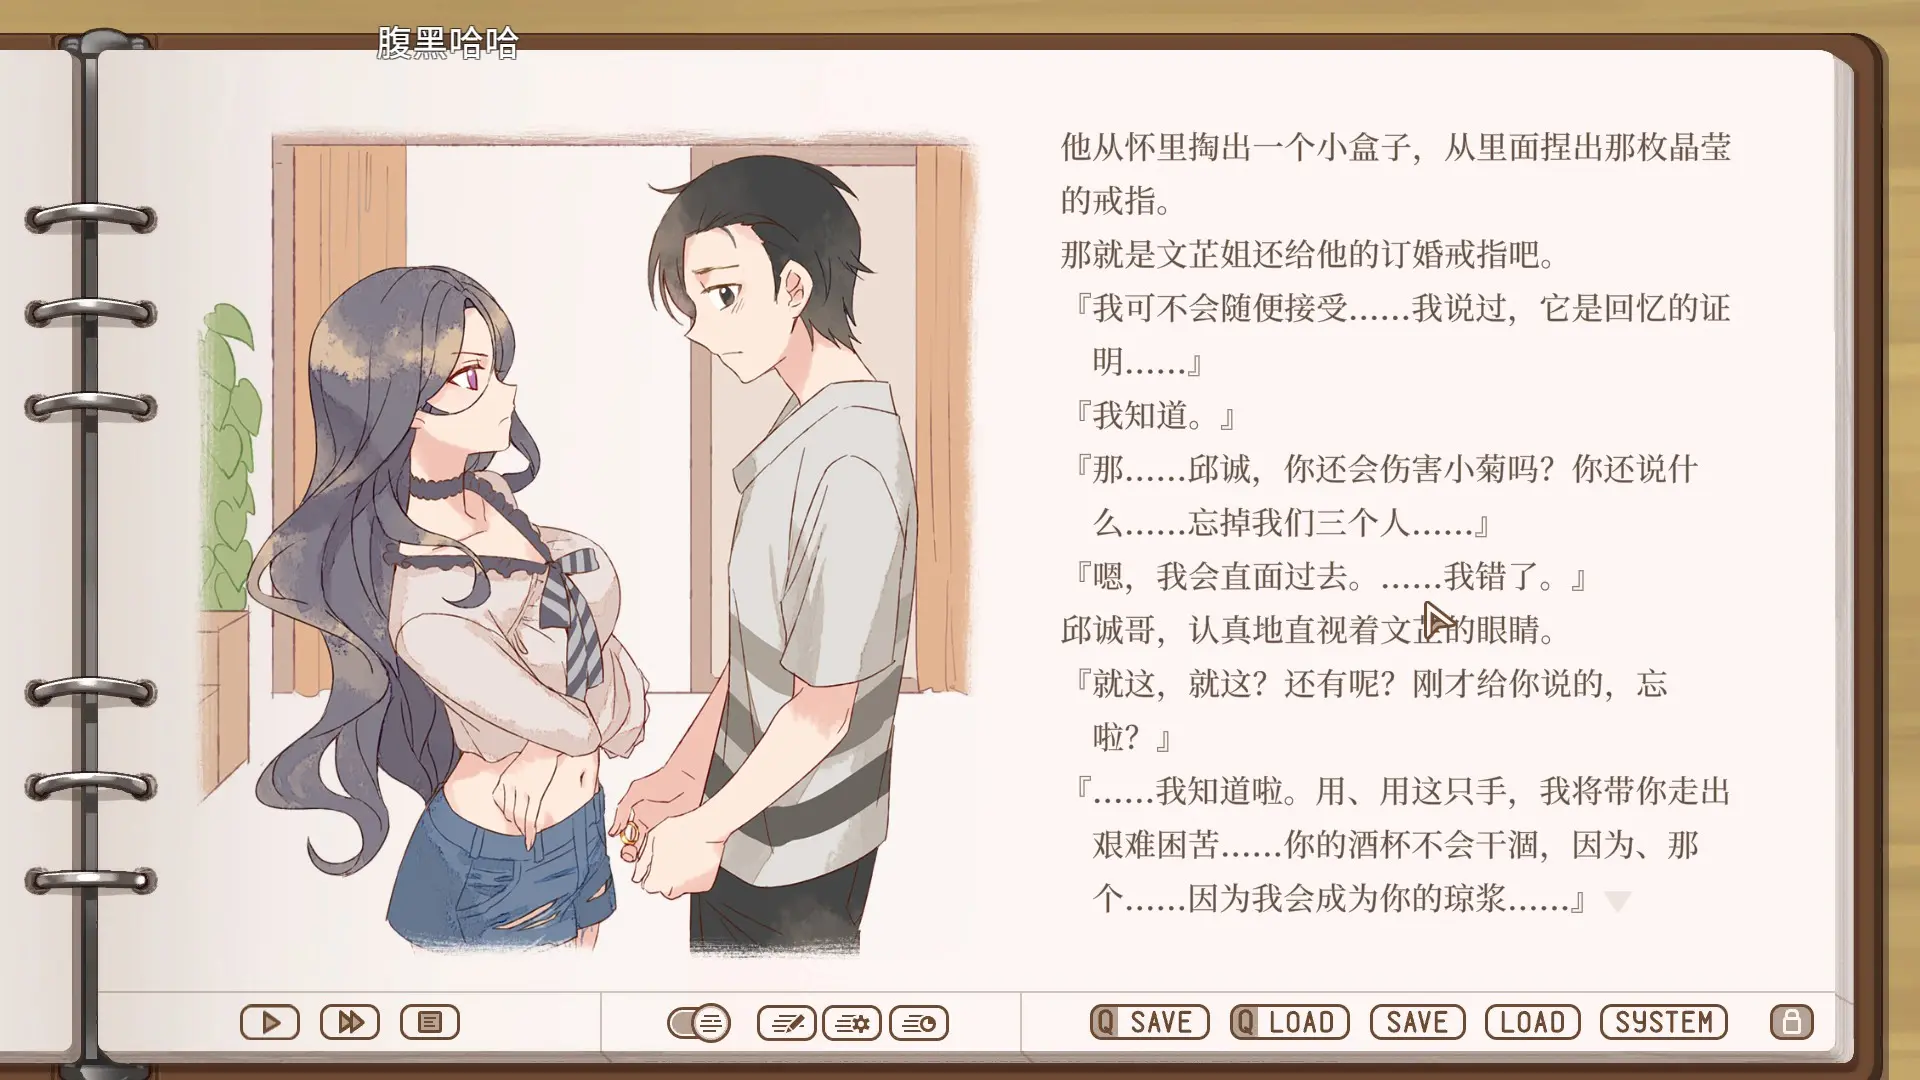 腹黑哈哈
他从怀里掏出一个小盒子，从里面捏出那枚晶莹
的戒指。
那就是文芷姐还给他的订婚戒指吧。
『我可不会随便接受……我说过，它是回忆的证
明……』
『我知道。』
『那……邱诚，你还会伤害小菊吗？你还说什
么……忘掉我们三个人……』
『嗯，我会直面过去。……我错了。』
邱诚哥，认真地直视着文芷的眼睛。
『就这，就这？还有呢？刚才给你说的，忘
啦？』
『……我知道啦。用、用这只手，我将带你走出
艰难困苦……你的酒杯不会干涸，因为、那
个……因为我会成为你的琼浆……』
Q SAVE
Q LOAD
SAVE
LOAD
SYSTEM